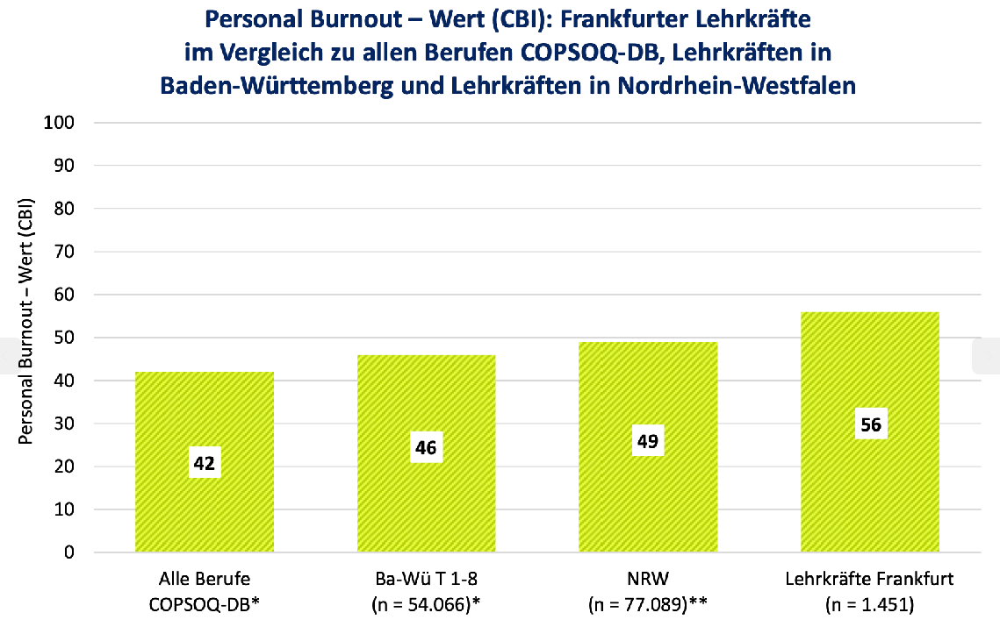 Personal Burnout – Wert (CBI): Frankfurter Lehrkräfte
im Vergleich zu allen Berufen COPSOQ-DB, Lehrkräften in
Baden-Württemberg und Lehrkräften in Nordrhein-Westfalen
Personal Burnout – Wert (CBI)
100
90
80
70
60
50
40
30
20
10
0
42
46
49
56
Alle Berufe
COPSOQ-DB*
Ba-Wü T 1-8
(n = 54.066)*
NRW
(n = 77.089)**
Lehrkräfte Frankfurt
(n = 1.451)